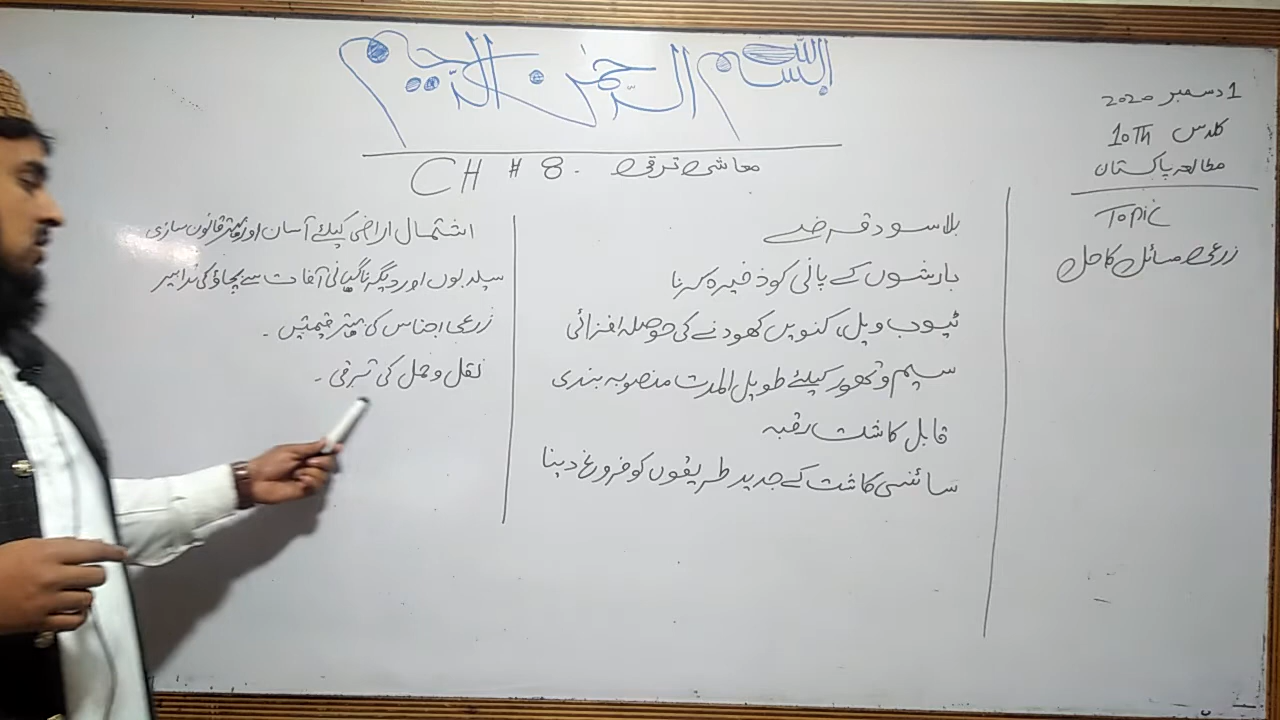 بسم اللہ الرحمٰن الرحیم
CH # 8 - معاشی ترقی
1 دسمبر 2020
کلاس 10TH
مطالعہ پاکستان
Topic
زرعی مسائل کا حل
بلا سود قرضے
بارشوں کے پانی کو ذخیرہ کرنا
ٹیوب ویل، کنویں کھودنے کی حوصلہ افزائی
سیم و تھور کیلئے طویل المدت منصوبہ بندی
قابل کاشت رقبہ
سائنسی کاشت کے جدید طریقوں کو فروغ دینا
اشتمال اراضی کیلئے آسان اور بہتر قانون سازی
سیلابوں اور دیگر ناگہانی آفات سے بچاؤ کی تدابیر
زرعی اجناس کی بہتر قیمتیں -
نقل و حمل کی ترقی -